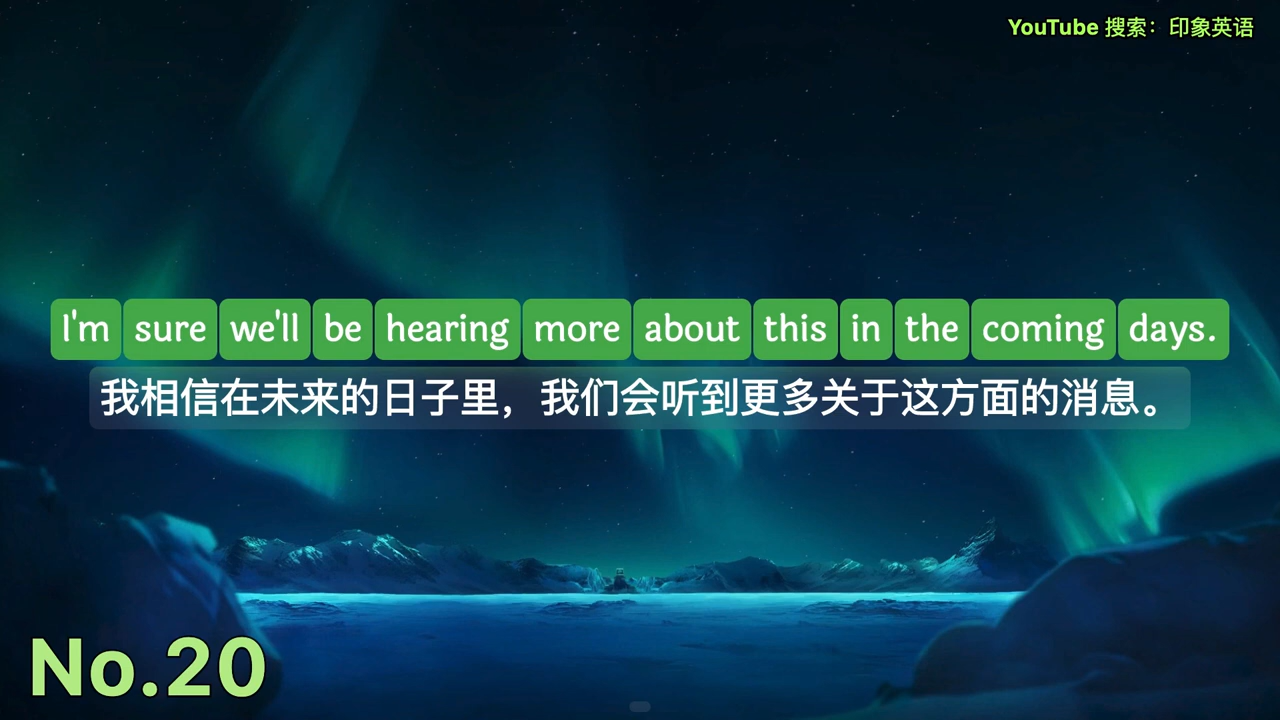 YouTube 搜索：印象英语
I'm sure we'll be hearing more about this in the coming days.
我相信在未来的日子里，我们会听到更多关于这方面的消息。
No.20